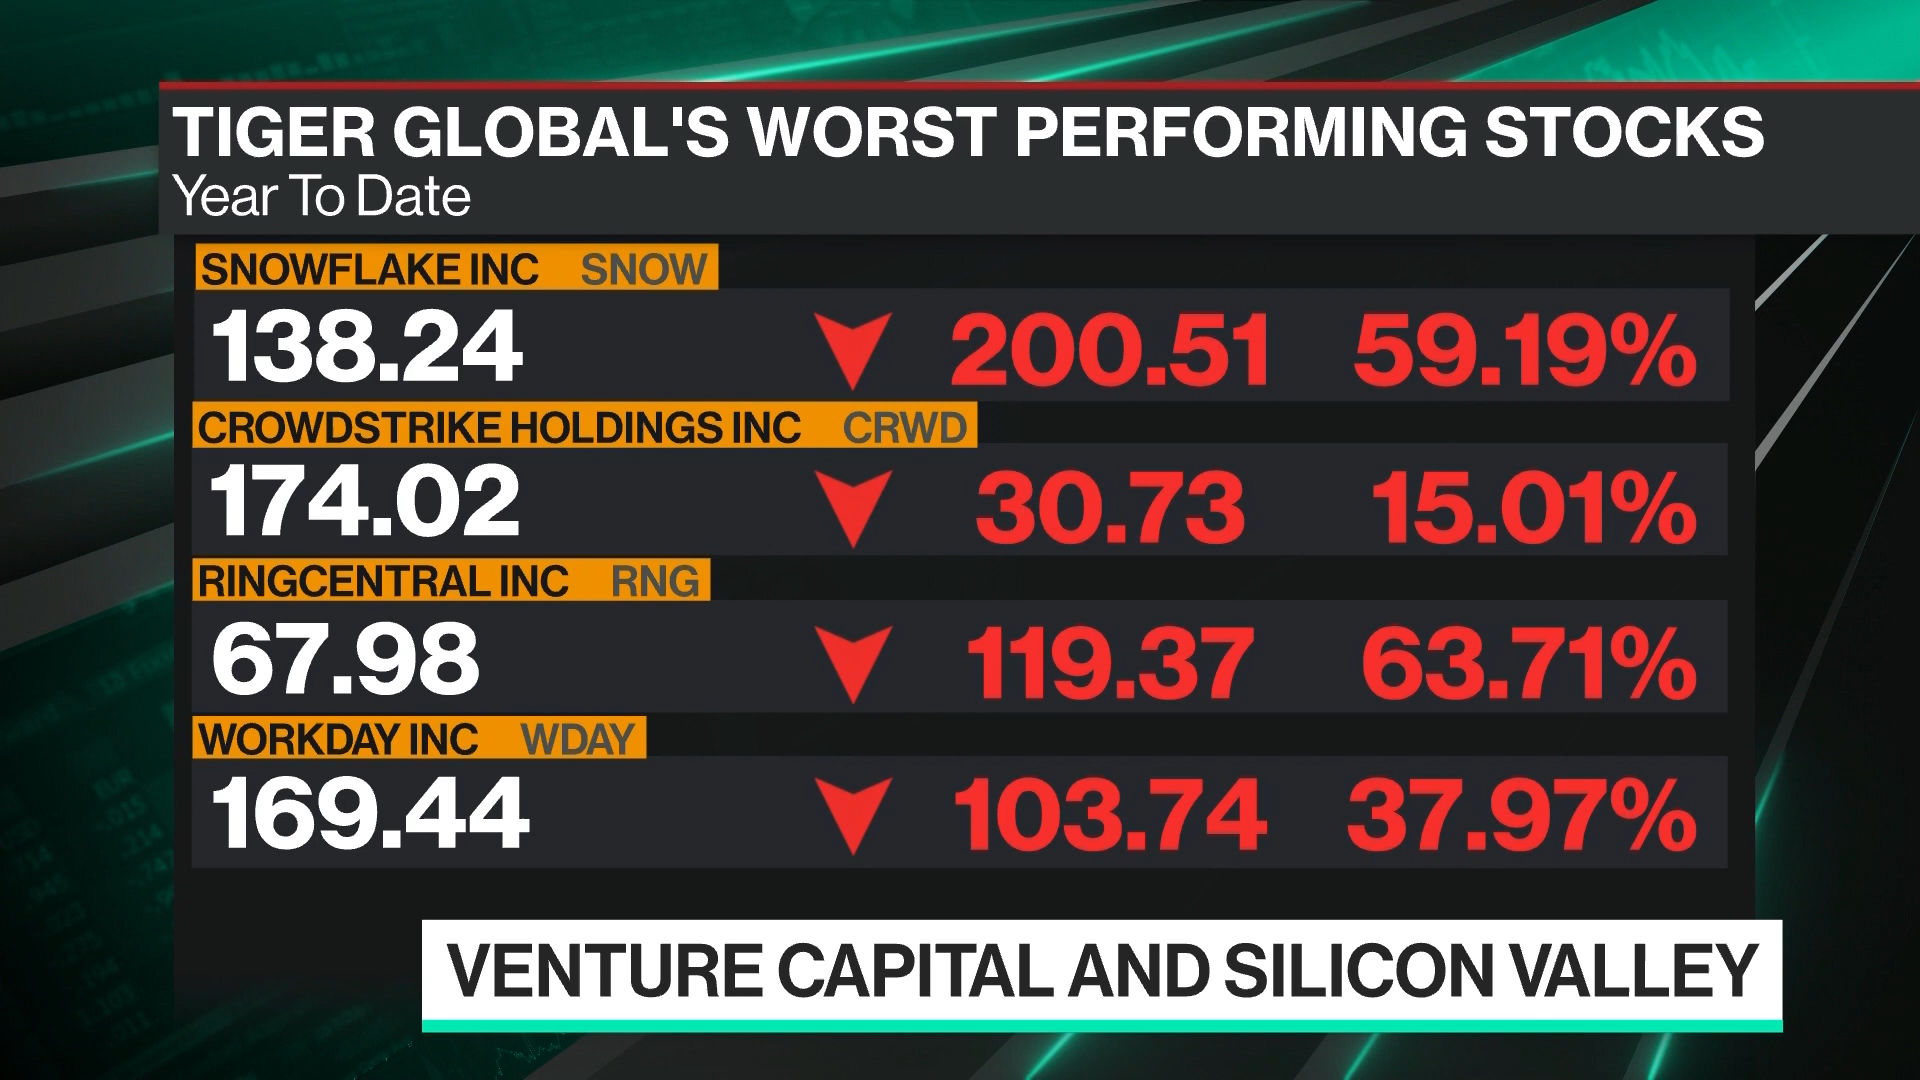 TIGER GLOBAL'S WORST PERFORMING STOCKS
Year To Date
SNOWFLAKE INC SNOW
138.24 200.51 59.19%
CROWDSTRIKE HOLDINGS INC CRWD
174.02 30.73 15.01%
RINGCENTRAL INC RNG
67.98 119.37 63.71%
WORKDAY INC WDAY
169.44 103.74 37.97%
VENTURE CAPITAL AND SILICON VALLEY